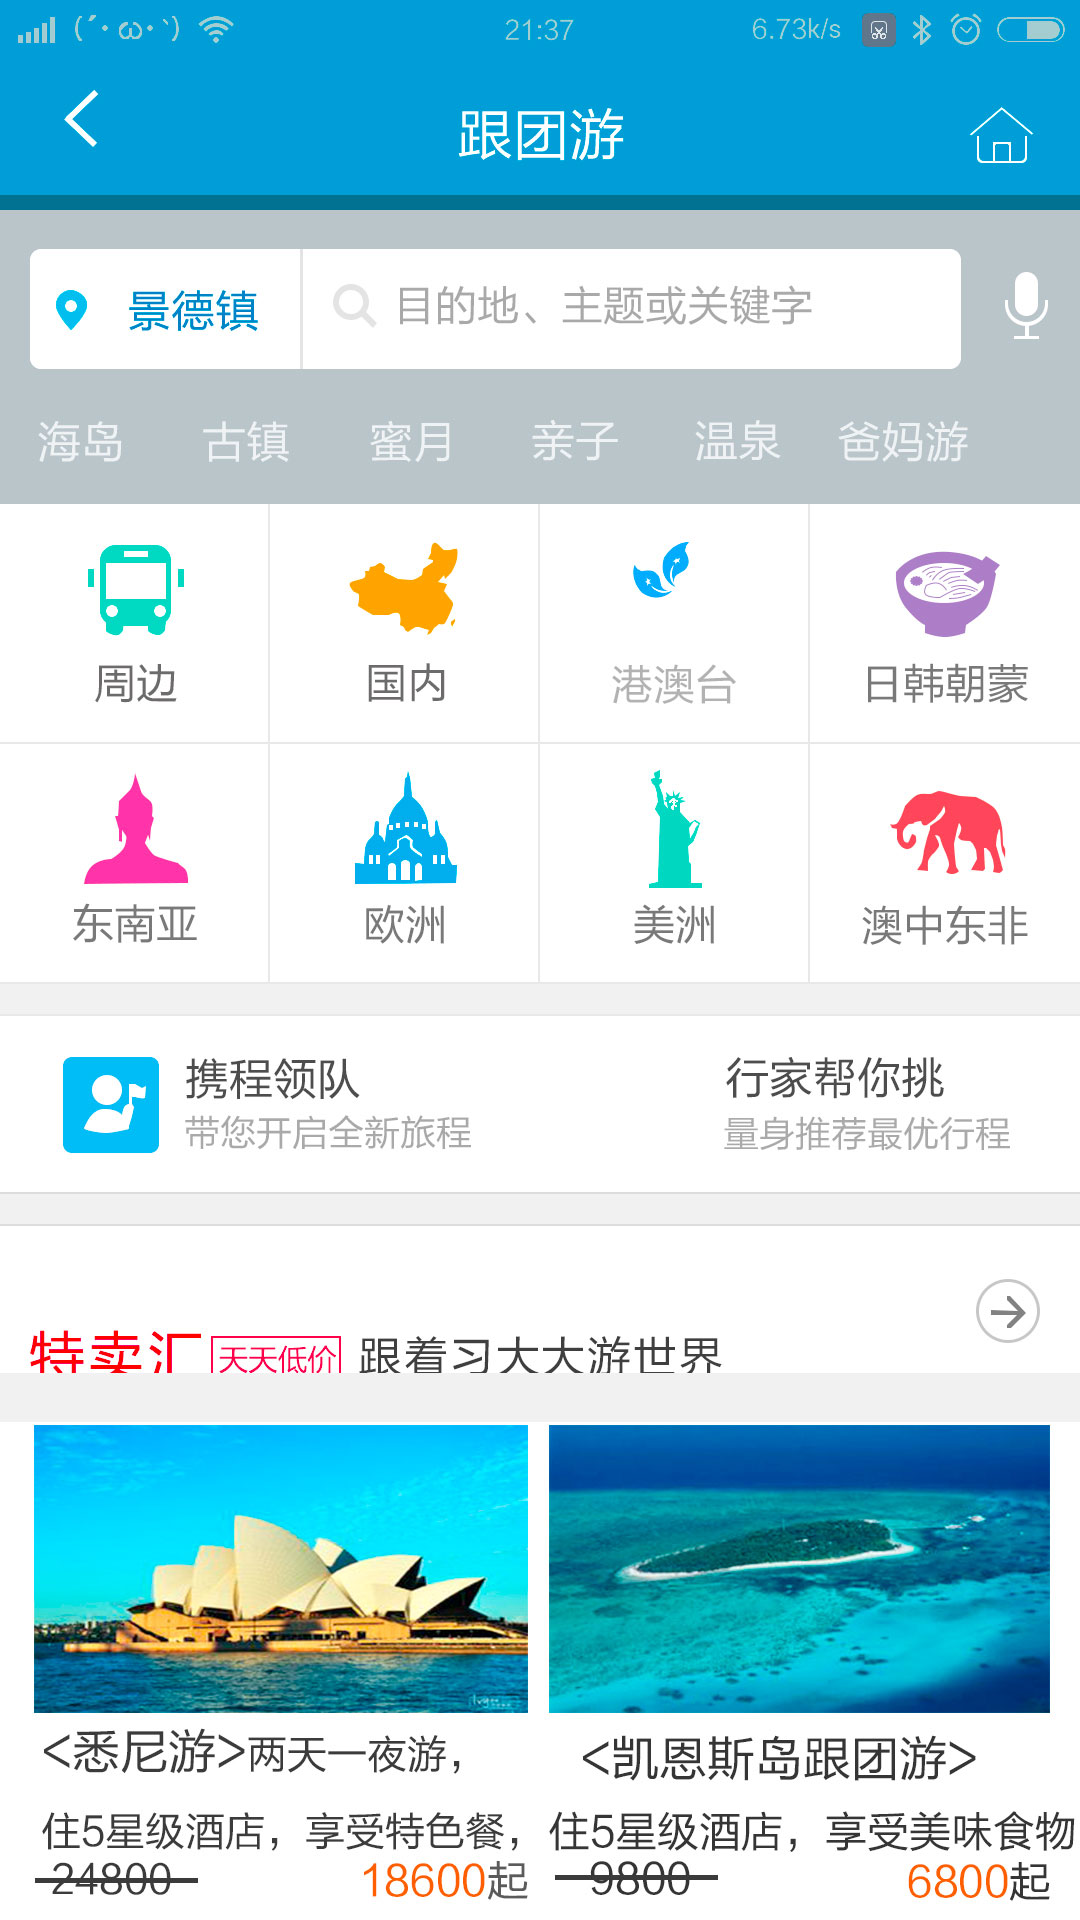 (´･ω･`) 21:37 6.73k/s
跟团游
景德镇 目的地、主题或关键字
海岛 古镇 蜜月 亲子 温泉 爸妈游
周边 国内 港澳台 日韩朝蒙
东南亚 欧洲 美洲 澳中东非
携程领队 行家帮你挑
带您开启全新旅程 量身推荐最优行程
特卖汇 天天低价 跟着习大大游世界
<悉尼游>两天一夜游， <凯恩斯岛跟团游>
住5星级酒店，享受特色餐， 住5星级酒店，享受美味食物
24800 18600起 9800 6800起